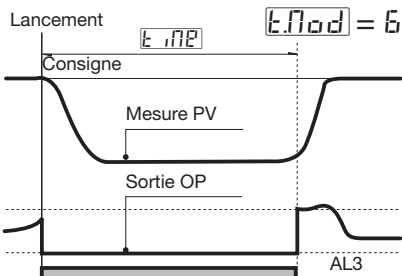 Lancement
t.Mod = 6
t iME
Consigne
Mesure PV
Sortie OP
AL3